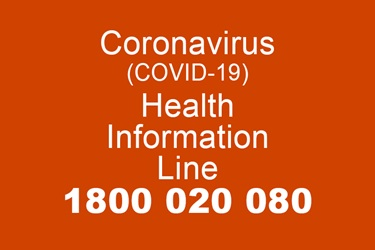 Coronavirus
(COVID-19)
Health
Information
Line
1800 020 080